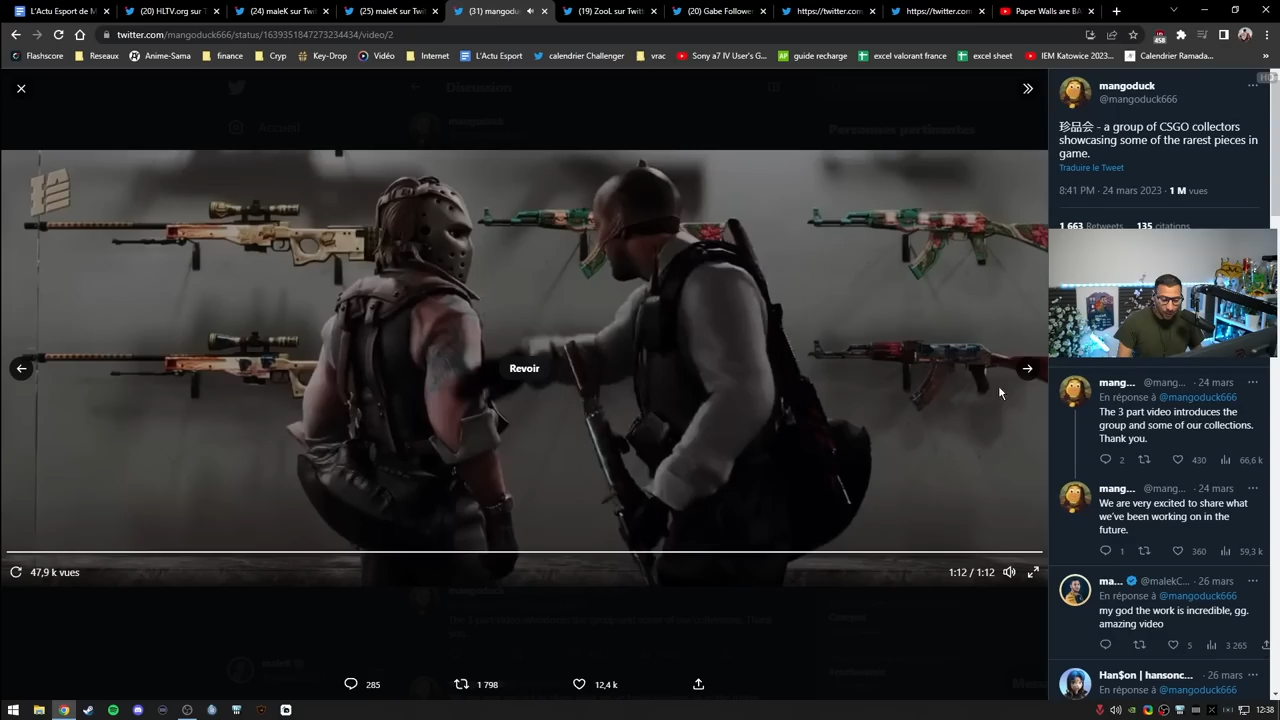 L'Actu Esport de M
(20) HLTV.org sur T
(24) maleK sur Twit
(25) maleK sur Twit
(31) mangodu
(19) ZooL sur Twitt
(20) Gabe Follower
https://twitter.com
https://twitter.com
Paper Walls are BA
twitter.com/mangoduck666/status/1639351847273234434/video/2
Flashscore
Reseaux
Anime-Sama
finance
Cryp
Key-Drop
Vidéo
Internet
L'Actu Esport
calendrier Challenger
vrac
Sony a7 IV User's G...
guide recharge
excel valorant france
excel sheet
IEM Katowice 2023...
Calendrier Ramada...
Discussion
Accueil
Personnes pertinentes
珍
Revoir
47,9 k vues
1:12 / 1:12
285
1 798
12,4 k
mangoduck
@mangoduck666
珍品会 - a group of CSGO collectors
showcasing some of the rarest pieces in
game.
Traduire le Tweet
8:41 PM · 24 mars 2023 · 1 M vues
1 663 Retweets 135 citations
mang... @mang... · 24 mars
En réponse à @mangoduck666
The 3 part video introduces the
group and some of our collections.
Thank you.
2 430 66,6 k
mang... @mang... · 24 mars
We are very excited to share what
we've been working on in the
future.
1 360 59,3 k
ma... @malekC... · 26 mars
En réponse à @mangoduck666
my god the work is incredible, gg.
amazing video
5 3 265
Han$on | hansonc... · 26 mars
En réponse à @mangoduck666
12:38